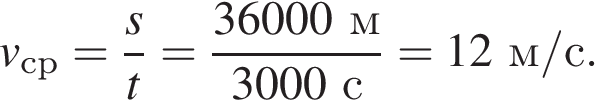 v_ср = s/t = 36000 м/3000 с = 12 м/с.